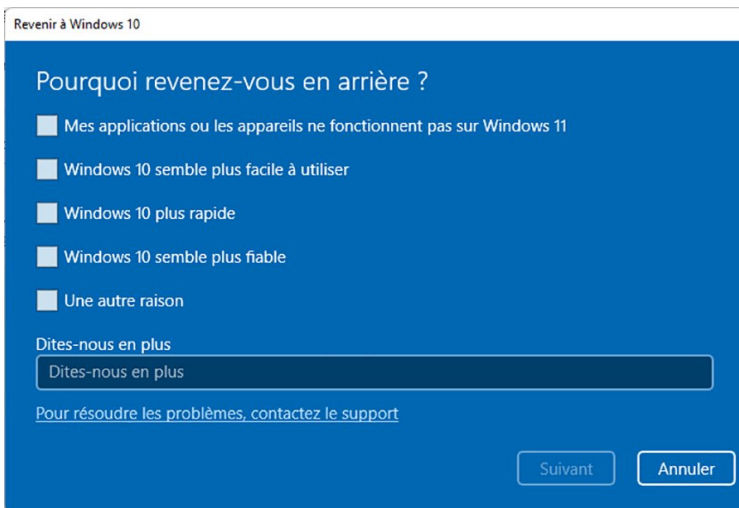 Revenir à Windows 10
Pourquoi revenez-vous en arrière ?
Mes applications ou les appareils ne fonctionnent pas sur Windows 11
Windows 10 semble plus facile à utiliser
Windows 10 plus rapide
Windows 10 semble plus fiable
Une autre raison
Dites-nous en plus
Dites-nous en plus
Pour résoudre les problèmes, contactez le support
Suivant
Annuler